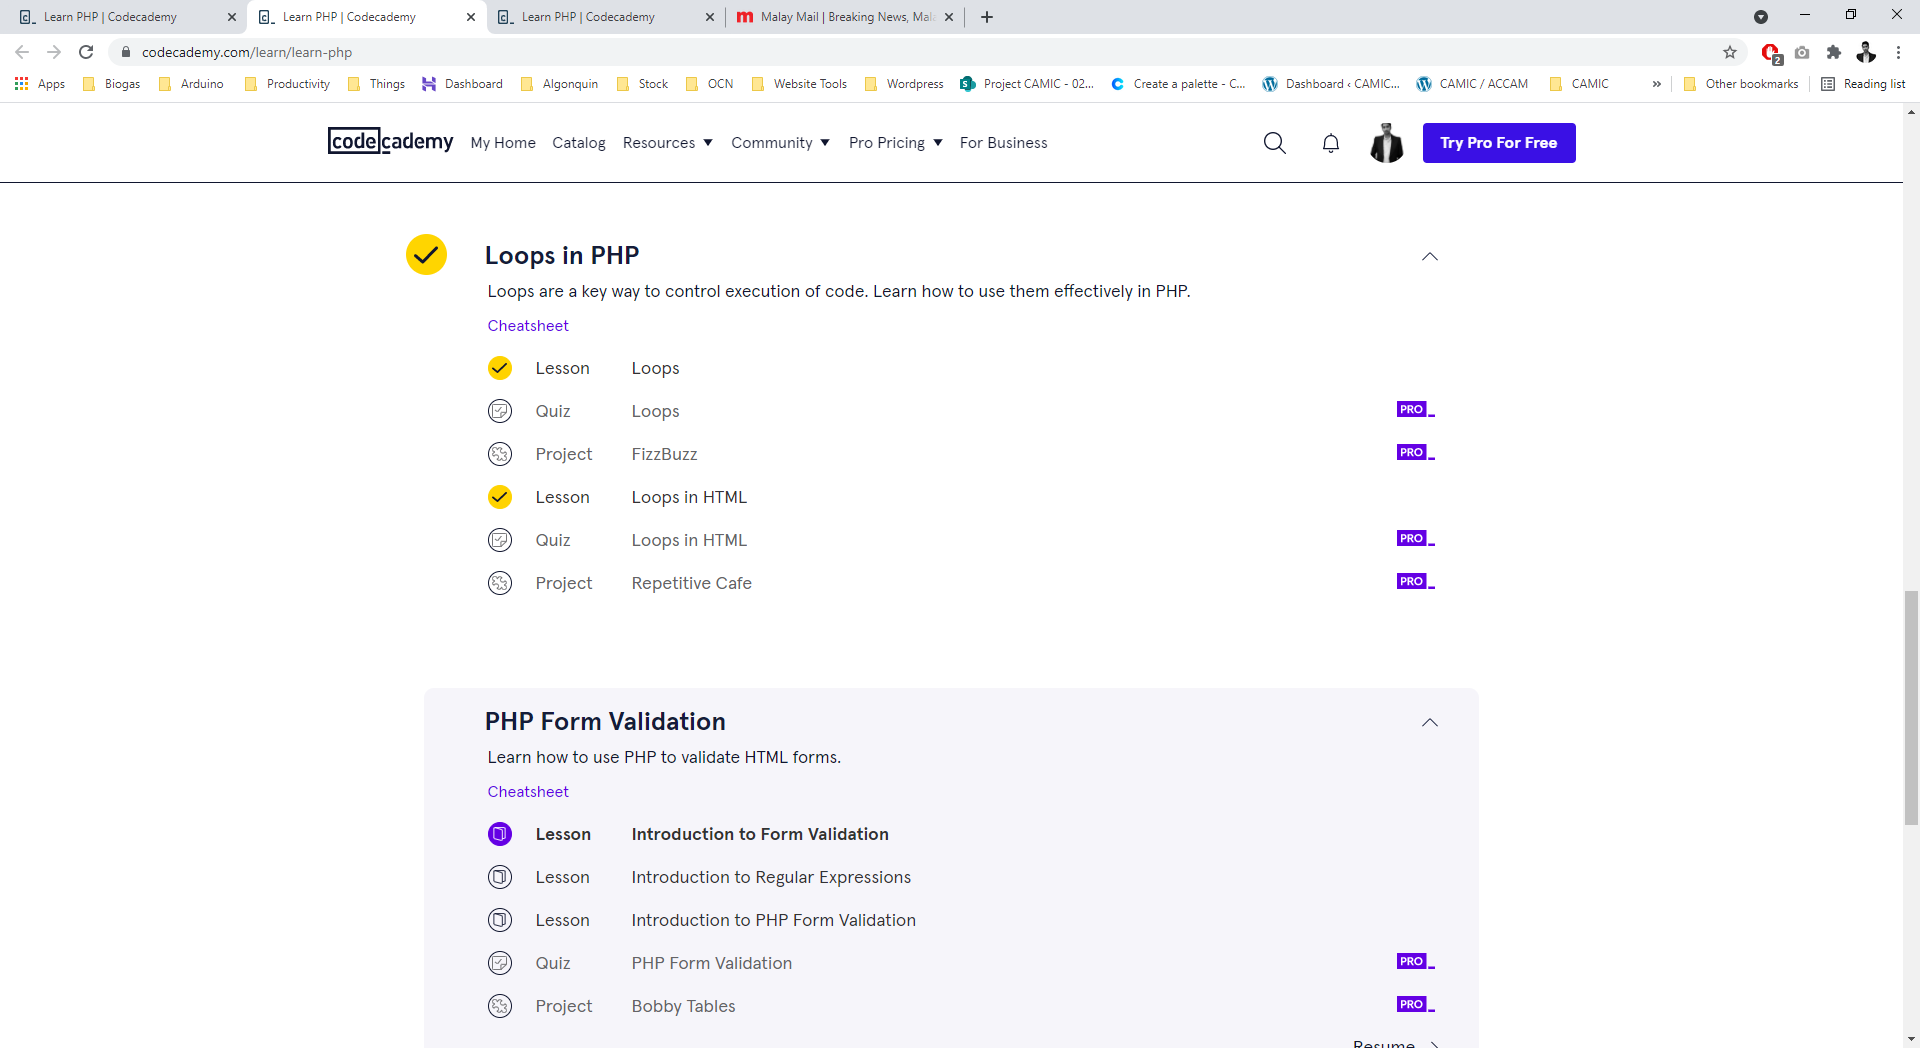 Learn PHP | Codecademy
Learn PHP | Codecademy
Learn PHP | Codecademy
Malay Mail | Breaking News, Mal
codecademy.com/learn/learn-php
2
Apps
Biogas
Arduino
Productivity
Things
Dashboard
Algonquin
Stock
OCN
Website Tools
Wordpress
Project CAMIC - 02...
Create a palette - C...
Dashboard ‹ CAMIC...
CAMIC / ACCAM
CAMIC
»
Other bookmarks
Reading list
codecademy
My Home
Catalog
Resources
Community
Pro Pricing
For Business
Try Pro For Free
Loops in PHP
Loops are a key way to control execution of code. Learn how to use them effectively in PHP.
Cheatsheet
Lesson Loops
Quiz Loops PRO_
Project FizzBuzz PRO_
Lesson Loops in HTML
Quiz Loops in HTML PRO_
Project Repetitive Cafe PRO_
PHP Form Validation
Learn how to use PHP to validate HTML forms.
Cheatsheet
Lesson Introduction to Form Validation
Lesson Introduction to Regular Expressions
Lesson Introduction to PHP Form Validation
Quiz PHP Form Validation PRO_
Project Bobby Tables PRO_
Resume